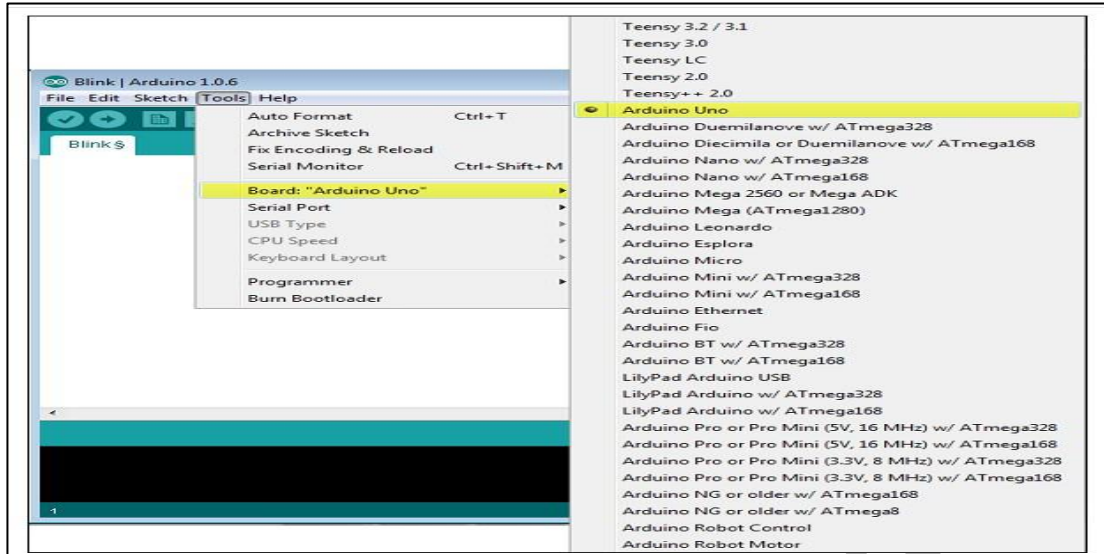 Blink | Arduino 1.0.6
File Edit Sketch Tools Help
Blink §
Auto Format Ctrl+T
Archive Sketch
Fix Encoding & Reload
Serial Monitor Ctrl+Shift+M
Board: "Arduino Uno"
Serial Port
USB Type
CPU Speed
Keyboard Layout
Programmer
Burn Bootloader
1
Teensy 3.2 / 3.1
Teensy 3.0
Teensy LC
Teensy 2.0
Teensy++ 2.0
Arduino Uno
Arduino Duemilanove w/ ATmega328
Arduino Diecimila or Duemilanove w/ ATmega168
Arduino Nano w/ ATmega328
Arduino Nano w/ ATmega168
Arduino Mega 2560 or Mega ADK
Arduino Mega (ATmega1280)
Arduino Leonardo
Arduino Esplora
Arduino Micro
Arduino Mini w/ ATmega328
Arduino Mini w/ ATmega168
Arduino Ethernet
Arduino Fio
Arduino BT w/ ATmega328
Arduino BT w/ ATmega168
LilyPad Arduino USB
LilyPad Arduino w/ ATmega328
LilyPad Arduino w/ ATmega168
Arduino Pro or Pro Mini (5V, 16 MHz) w/ ATmega328
Arduino Pro or Pro Mini (5V, 16 MHz) w/ ATmega168
Arduino Pro or Pro Mini (3.3V, 8 MHz) w/ ATmega328
Arduino Pro or Pro Mini (3.3V, 8 MHz) w/ ATmega168
Arduino NG or older w/ ATmega168
Arduino NG or older w/ ATmega8
Arduino Robot Control
Arduino Robot Motor